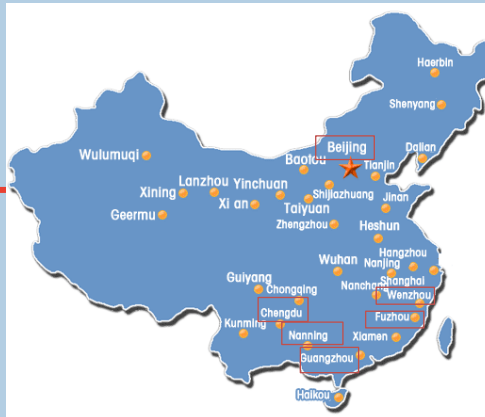 Haerbin
Shenyang
Beijing
Dalian
Wulumuqi
Baotou
Tianjin
Lanzhou
Yinchuan
Xining
Shijiazhuang
Jinan
Xi an
Taiyuan
Geermu
Zhengzhou
Heshun
Hangzhou
Wuhan
Nanjing
Guiyang
Shanghai
Chongqing
Nanchang
Wenzhou
Chengdu
Fuzhou
Kunming
Nanning
Xiamen
Guangzhou
Haikou